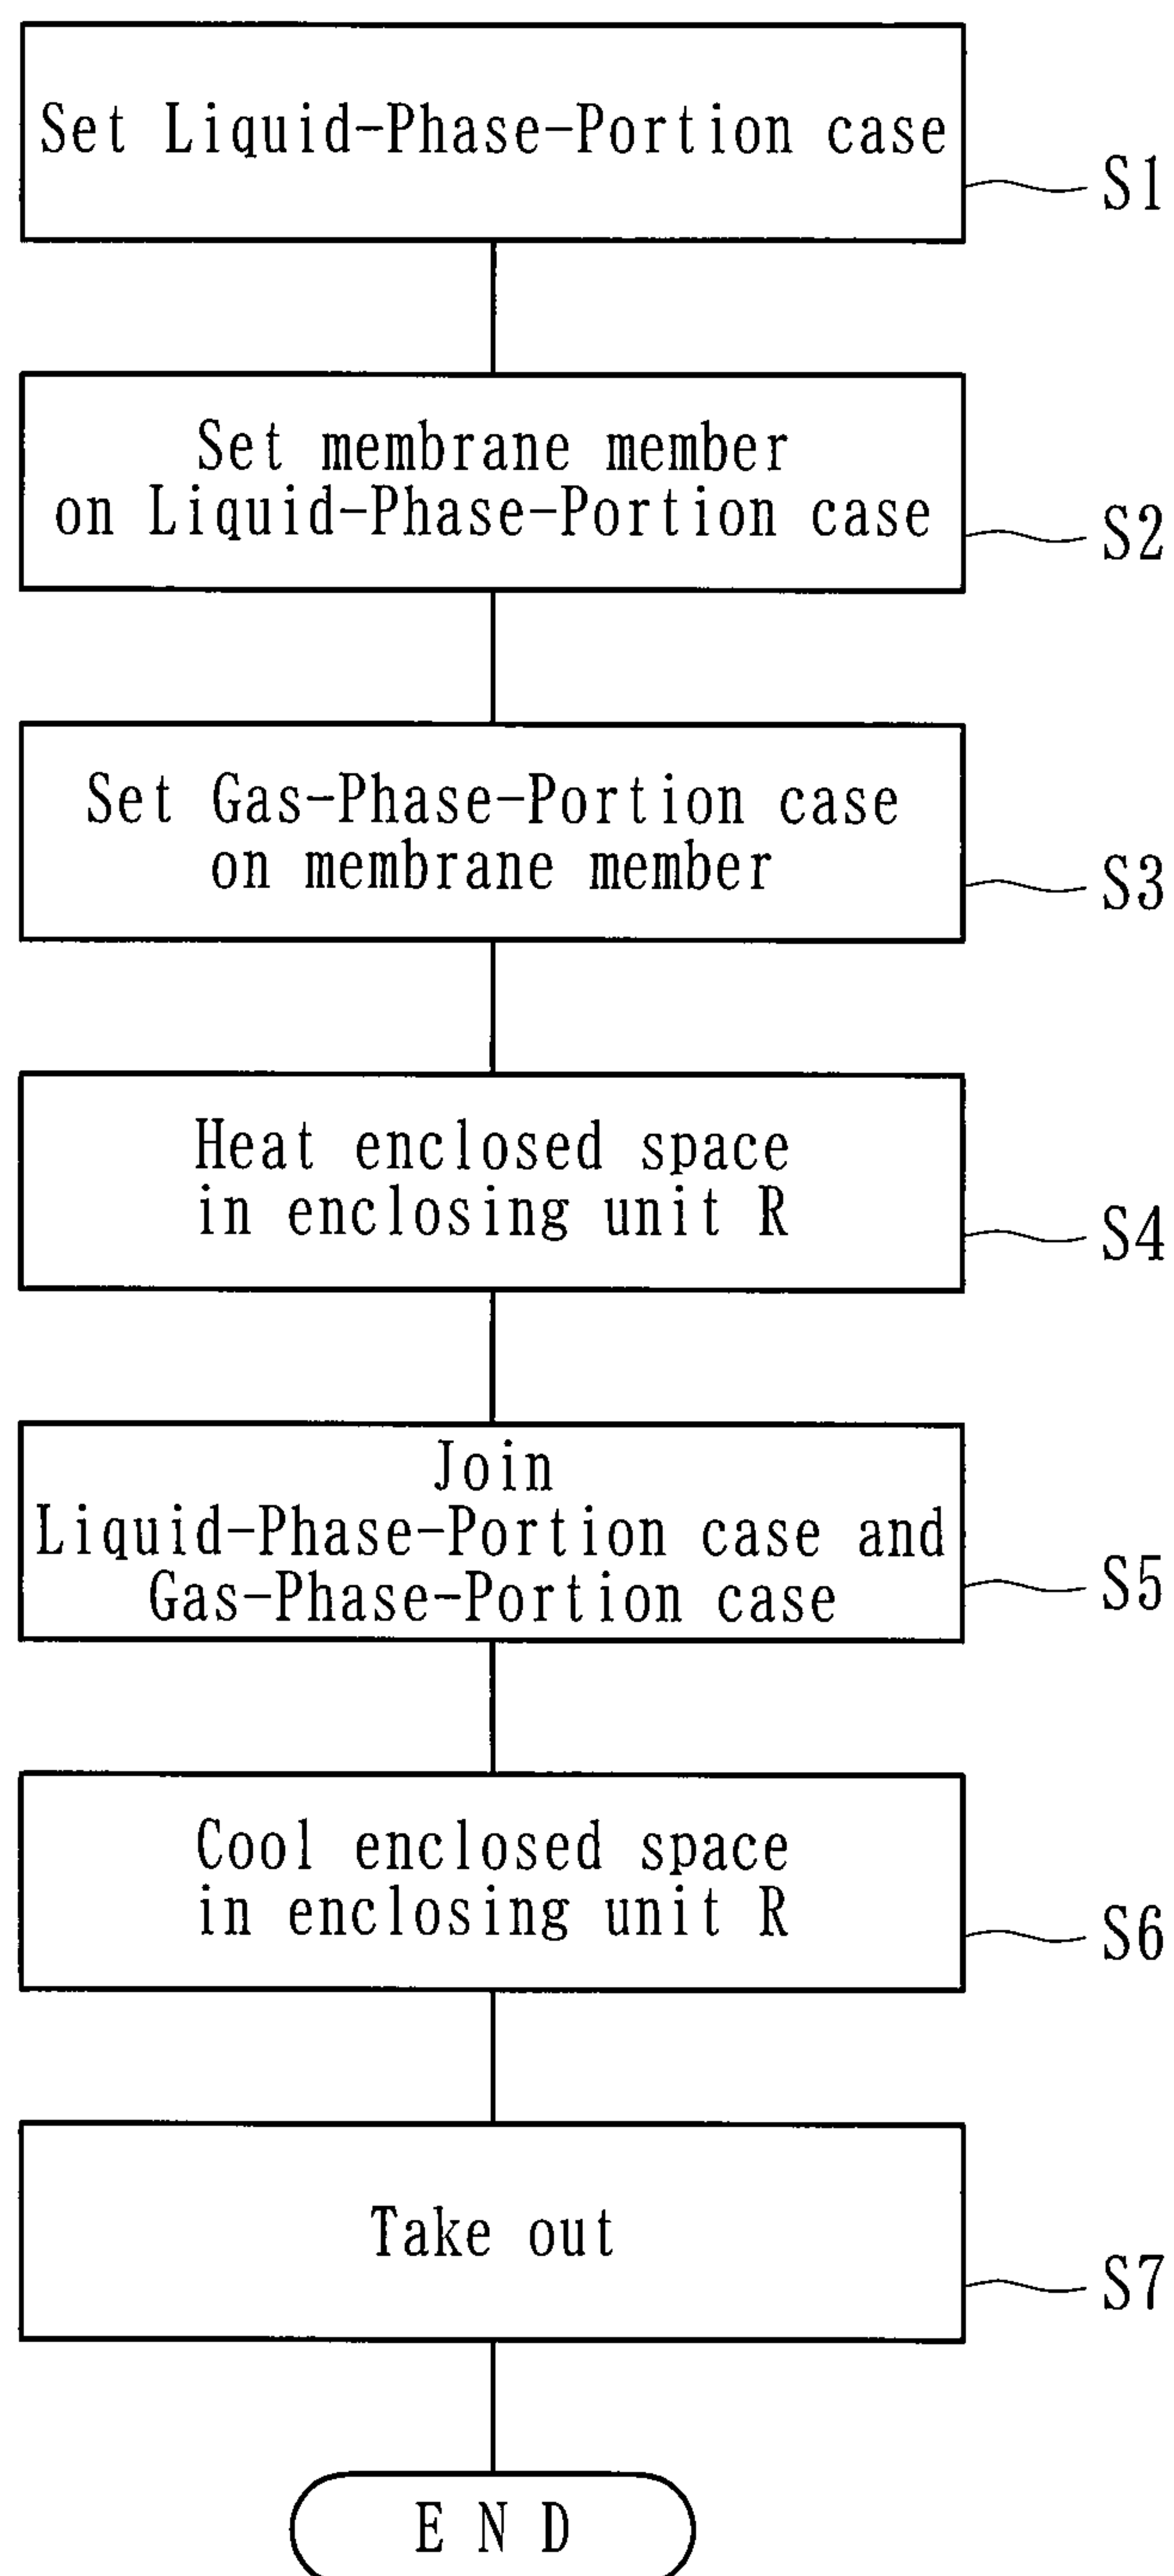 Set Liquid-Phase-Portion case
S1
Set membrane member
on Liquid-Phase-Portion case
S2
Set Gas-Phase-Portion case
on membrane member
S3
Heat enclosed space
in enclosing unit R
S4
Join
Liquid-Phase-Portion case and
Gas-Phase-Portion case
S5
Cool enclosed space
in enclosing unit R
S6
Take out
S7
END